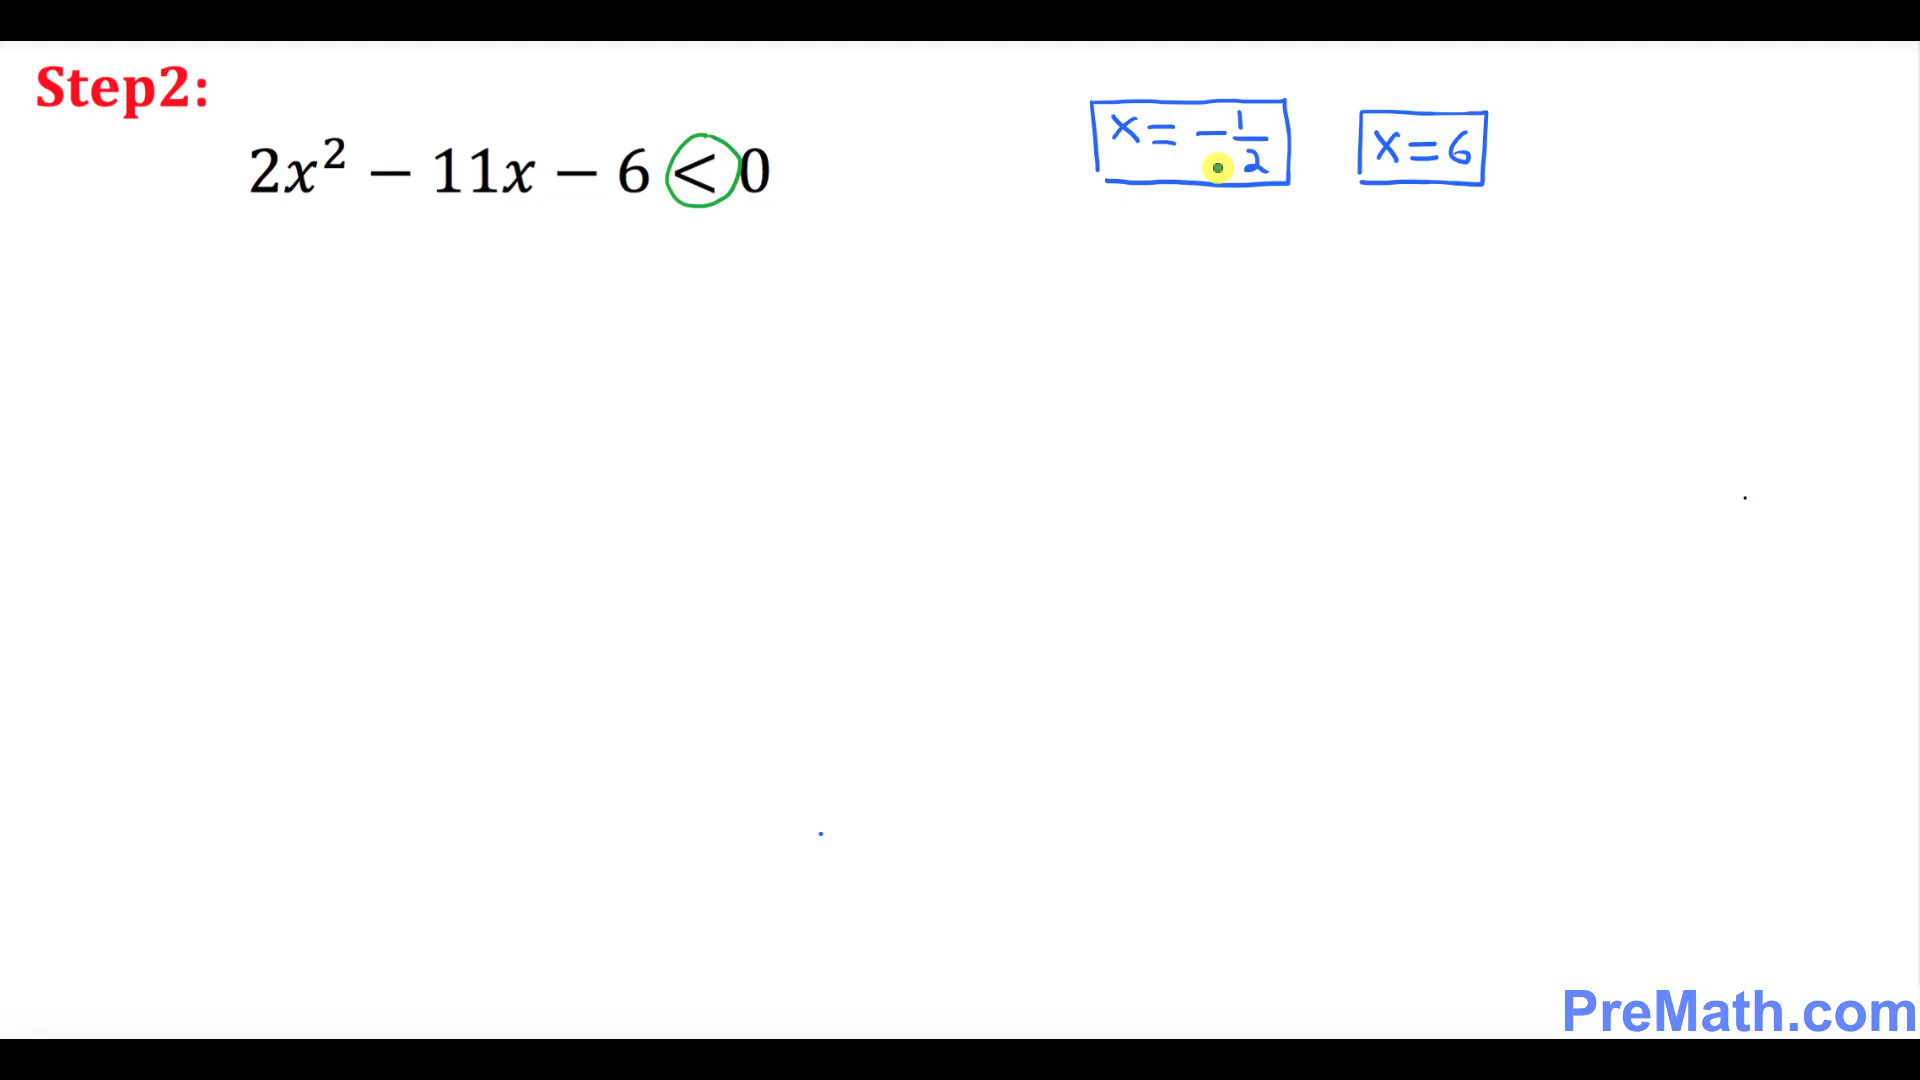 Step2:
2x² − 11x − 6 < 0
x = -1/2
x = 6
PreMath.com